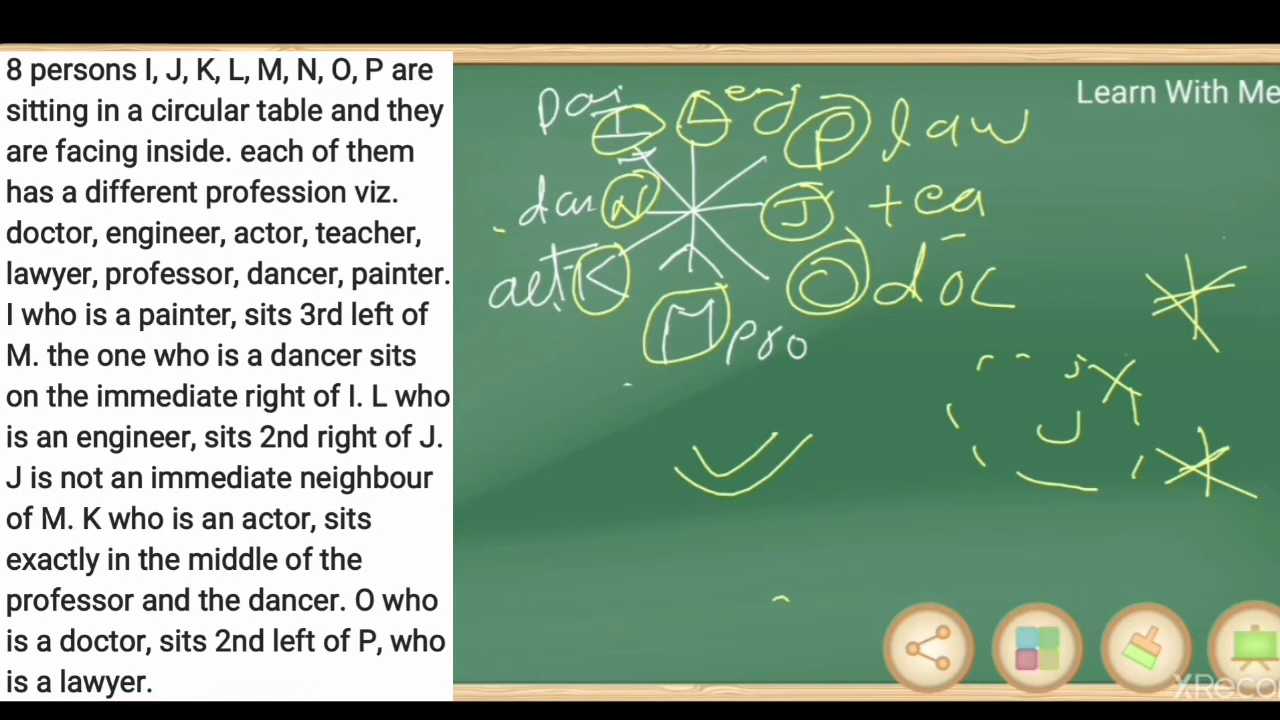 8 persons I, J, K, L, M, N, O, P are
sitting in a circular table and they
are facing inside. each of them
has a different profession viz.
doctor, engineer, actor, teacher,
lawyer, professor, dancer, painter.
I who is a painter, sits 3rd left of
M. the one who is a dancer sits
on the immediate right of I. L who
is an engineer, sits 2nd right of J.
J is not an immediate neighbour
of M. K who is an actor, sits
exactly in the middle of the
professor and the dancer. O who
is a doctor, sits 2nd left of P, who
is a lawyer.
Learn With Me
I L eng P law
dan N J tea
act K O doc
M pro
J
XRecor